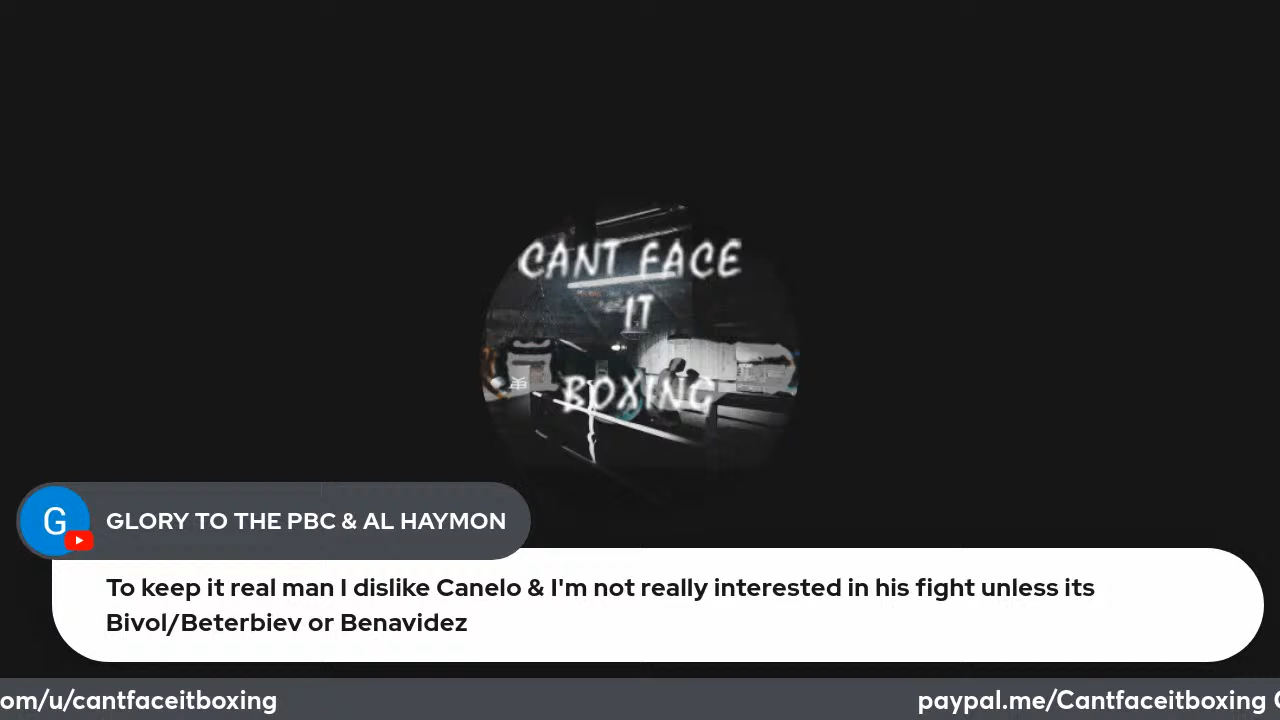 CANT FACE
IT
BOXING
G
GLORY TO THE PBC & AL HAYMON
To keep it real man I dislike Canelo & I'm not really interested in his fight unless its
Bivol/Beterbiev or Benavidez
om/u/cantfaceitboxing
paypal.me/Cantfaceitboxing